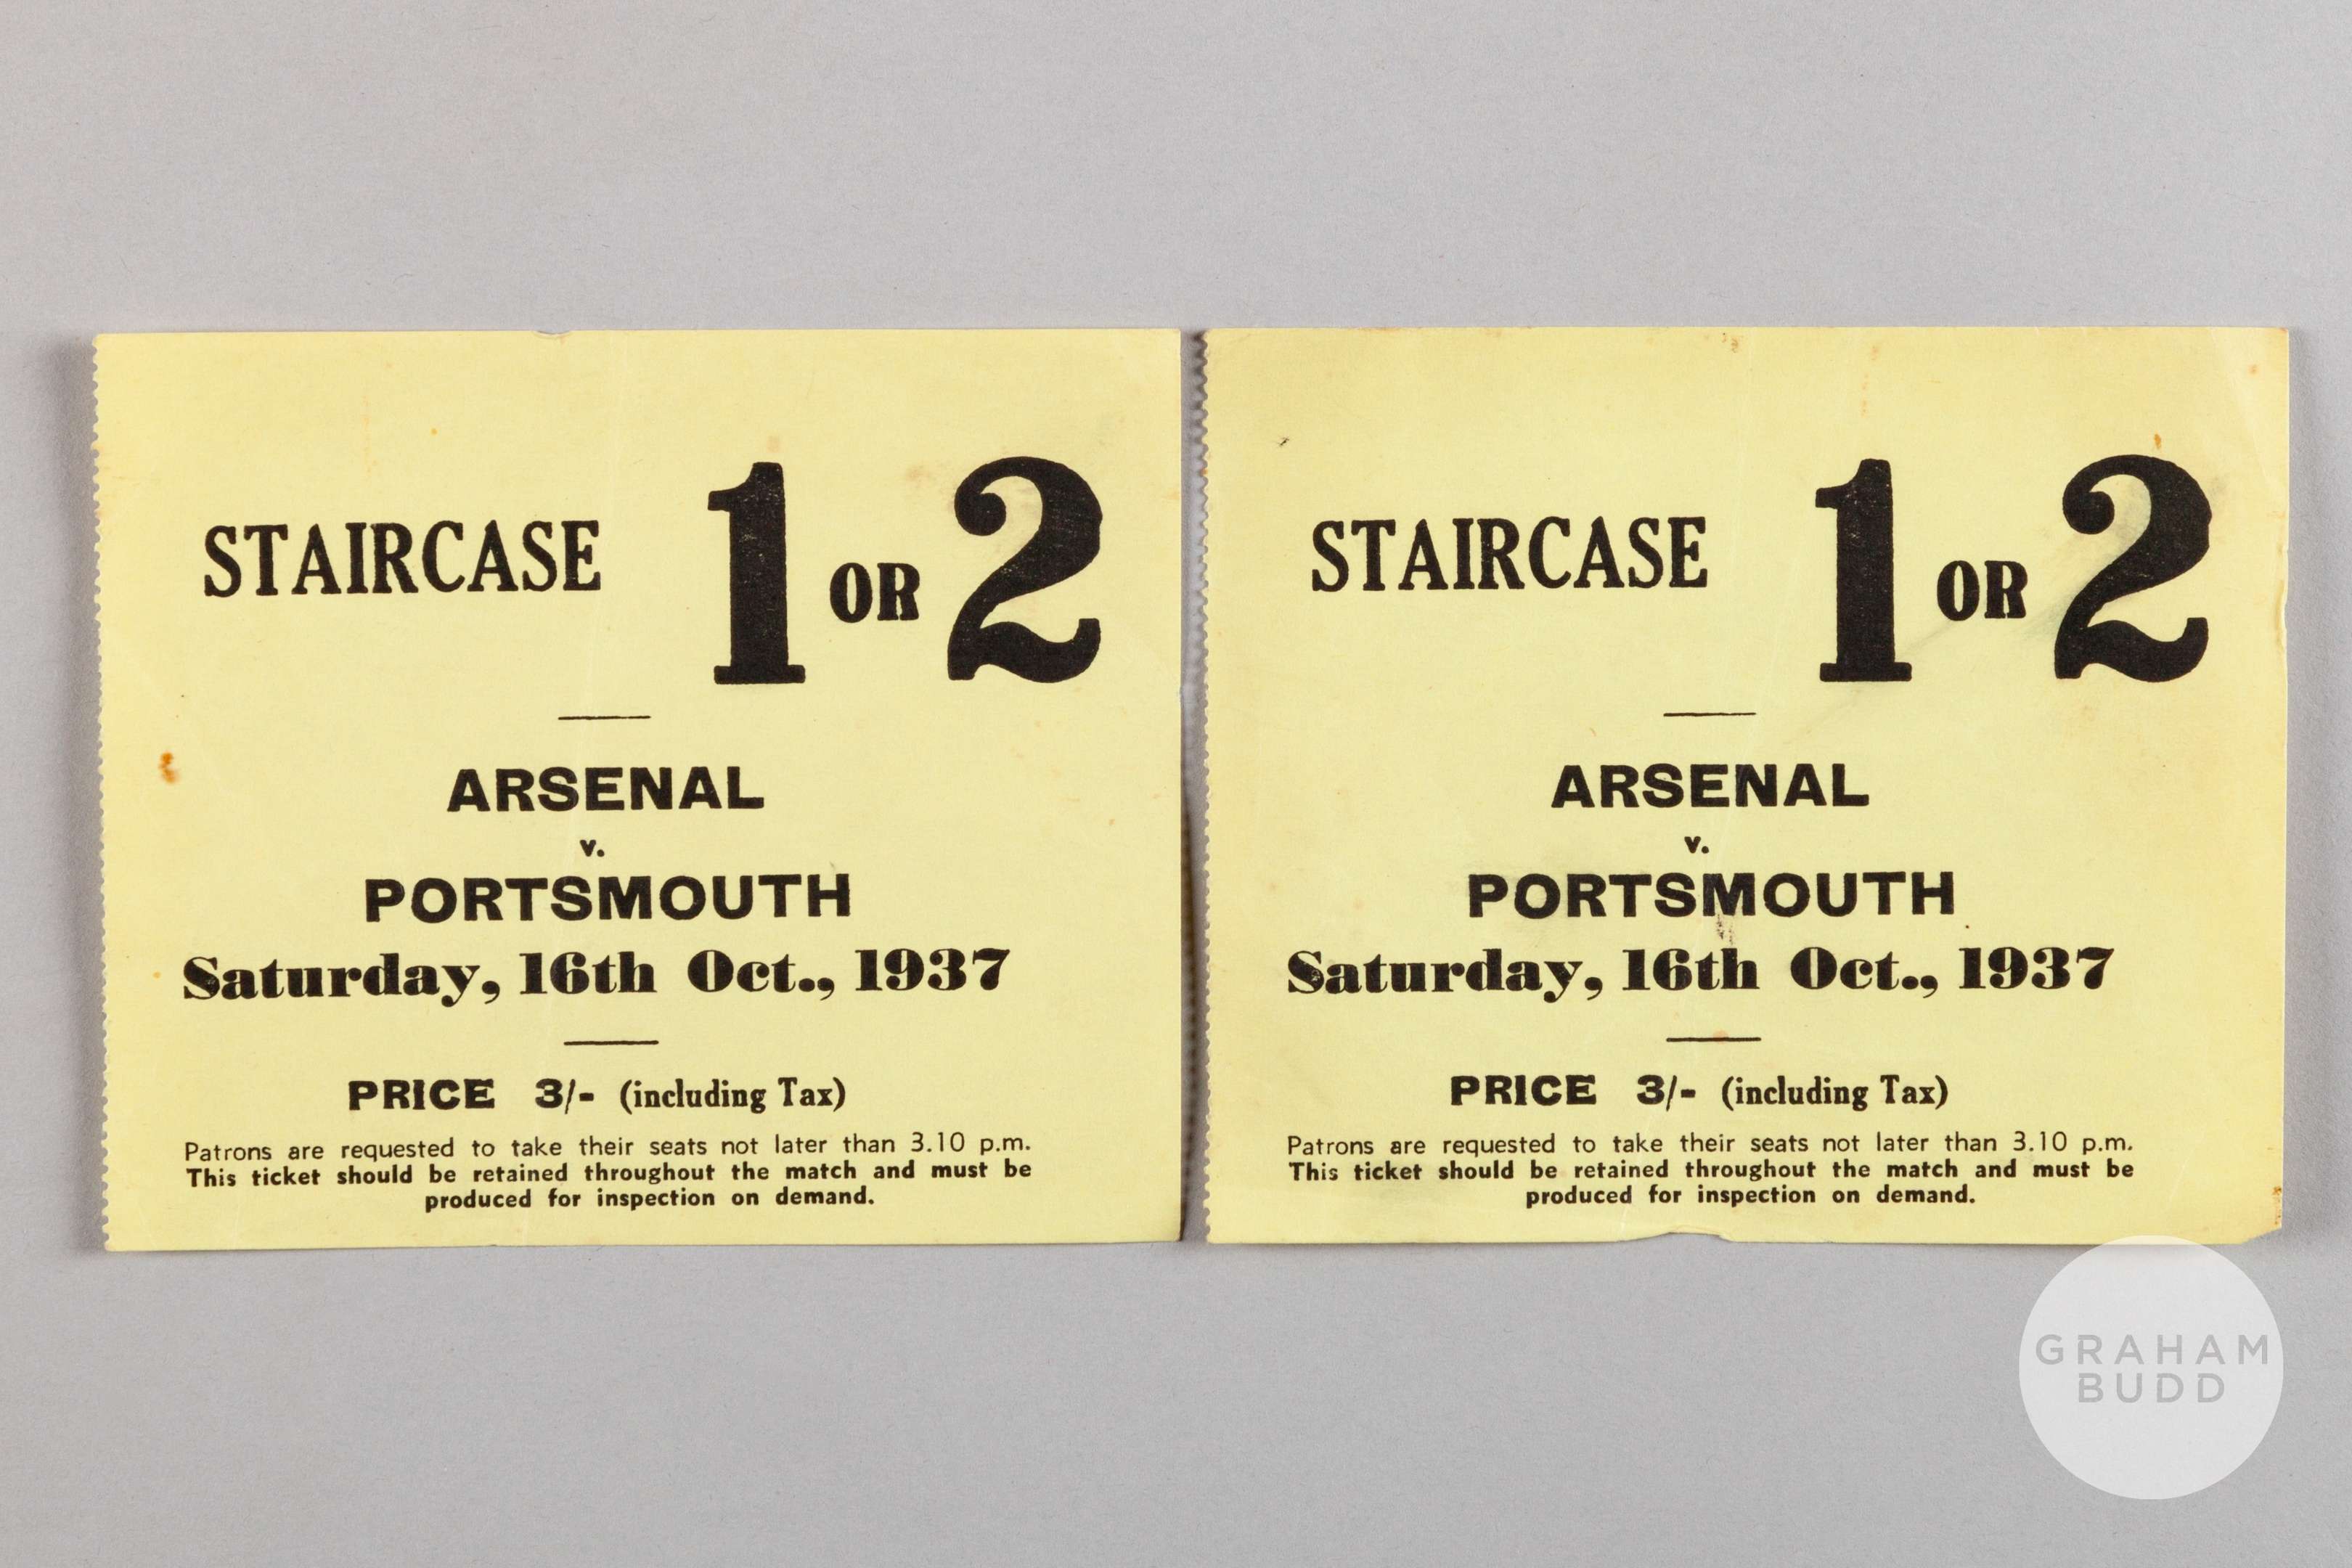 STAIRCASE 1 OR 2
ARSENAL
v.
PORTSMOUTH
Saturday, 16th Oct., 1937
PRICE 3/- (including Tax)
Patrons are requested to take their seats not later than 3.10 p.m.
This ticket should be retained throughout the match and must be
produced for inspection on demand.
STAIRCASE 1 OR 2
ARSENAL
v.
PORTSMOUTH
Saturday, 16th Oct., 1937
PRICE 3/- (including Tax)
Patrons are requested to take their seats not later than 3.10 p.m.
This ticket should be retained throughout the match and must be
produced for inspection on demand.
GRAHAM
BUDD